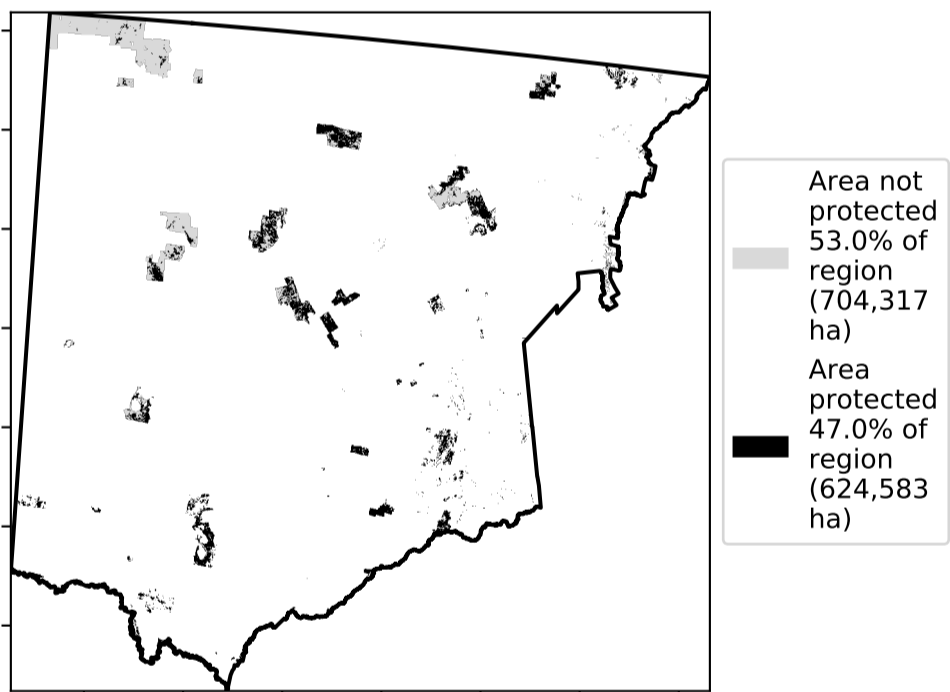 Area not
protected
53.0% of
region
(704,317
ha)
Area
protected
47.0% of
region
(624,583
ha)